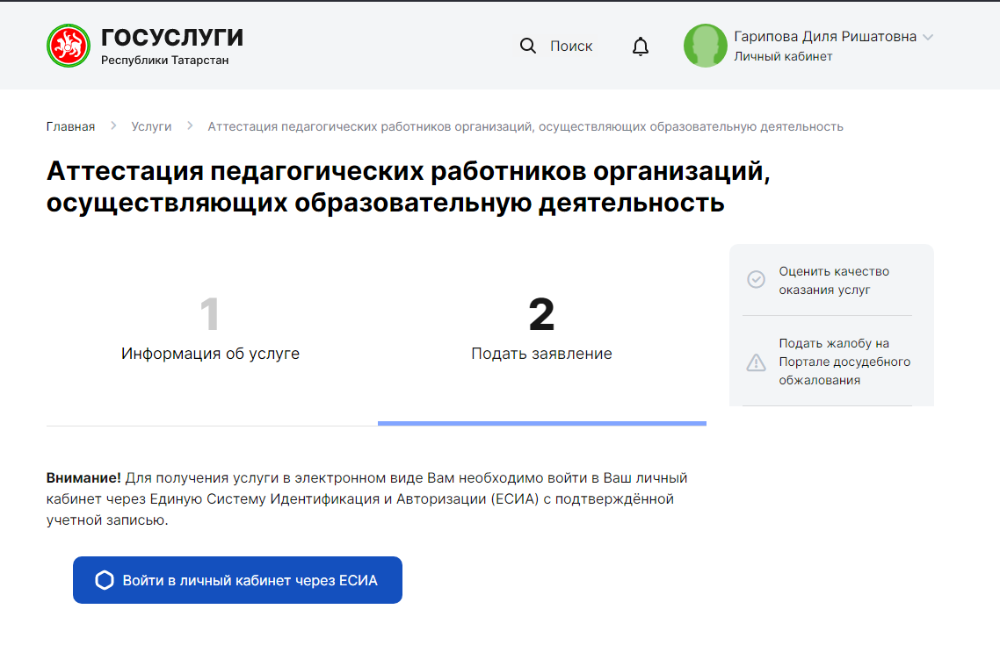 ГОСУСЛУГИ
Республики Татарстан
Поиск
Гарипова Диля Ришатовна
Личный кабинет
Главная
Услуги
Аттестация педагогических работников организаций, осуществляющих образовательную деятельность
Аттестация педагогических работников организаций,
осуществляющих образовательную деятельность
1
Информация об услуге
2
Подать заявление
Оценить качество
оказания услуг
Подать жалобу на
Портале досудебного
обжалования
Внимание! Для получения услуги в электронном виде Вам необходимо войти в Ваш личный
кабинет через Единую Систему Идентификация и Авторизации (ЕСИА) с подтверждённой
учетной записью.
Войти в личный кабинет через ЕСИА